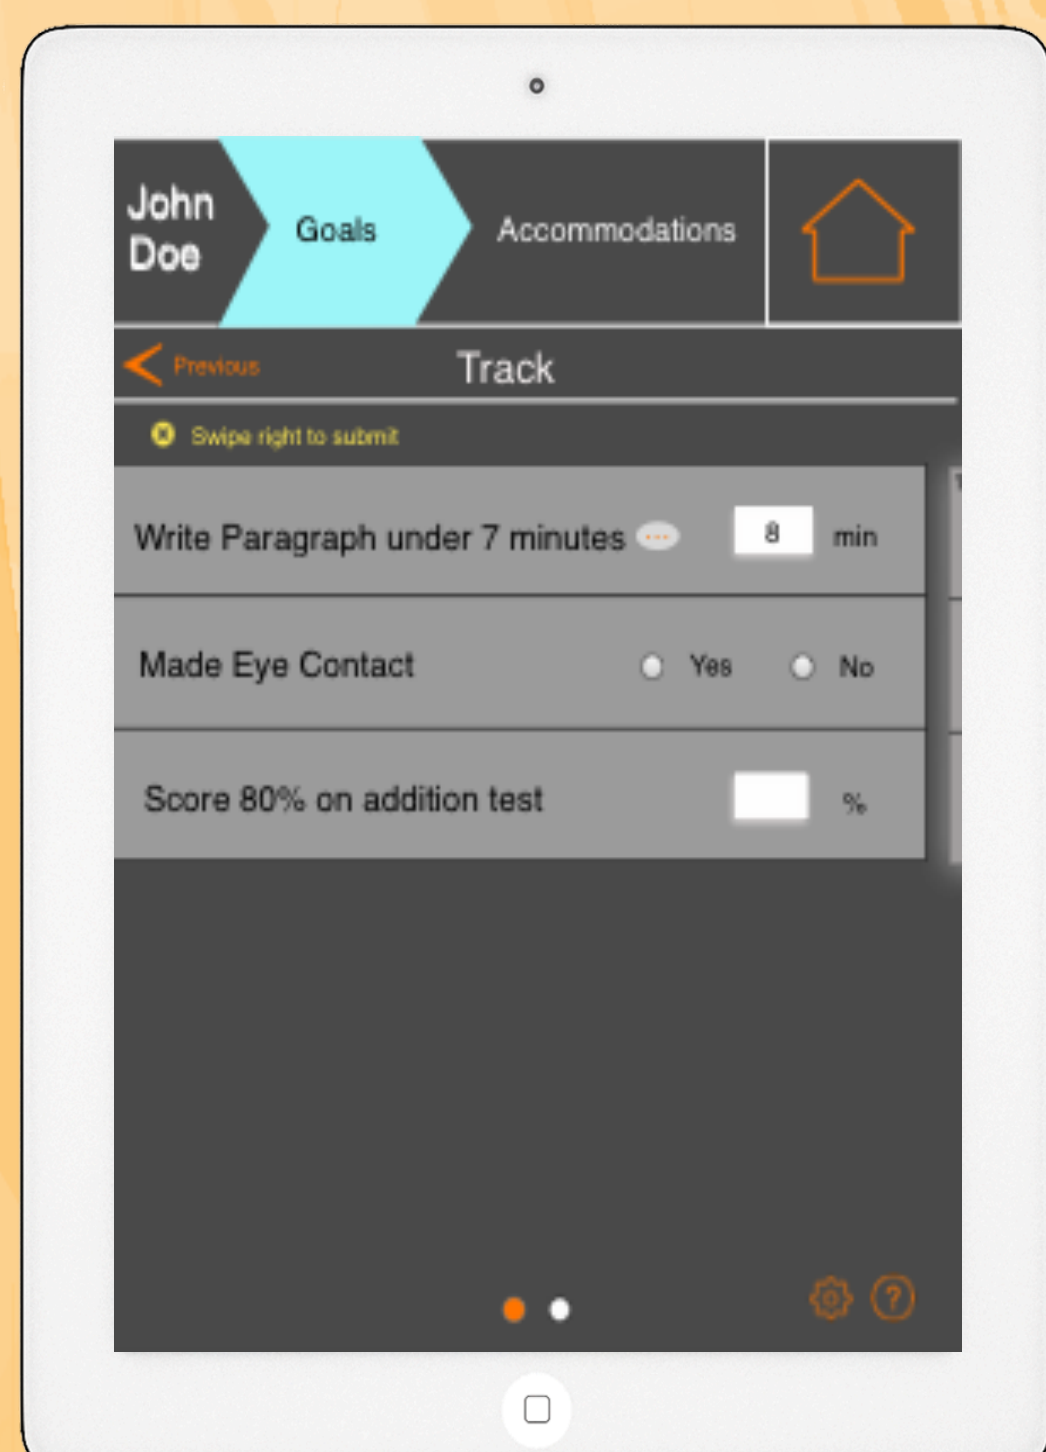 John
Doe
Goals
Accommodations
Previous
Track
Swipe right to submit
Write Paragraph under 7 minutes ... 8 min
Made Eye Contact Yes No
Score 80% on addition test %
?